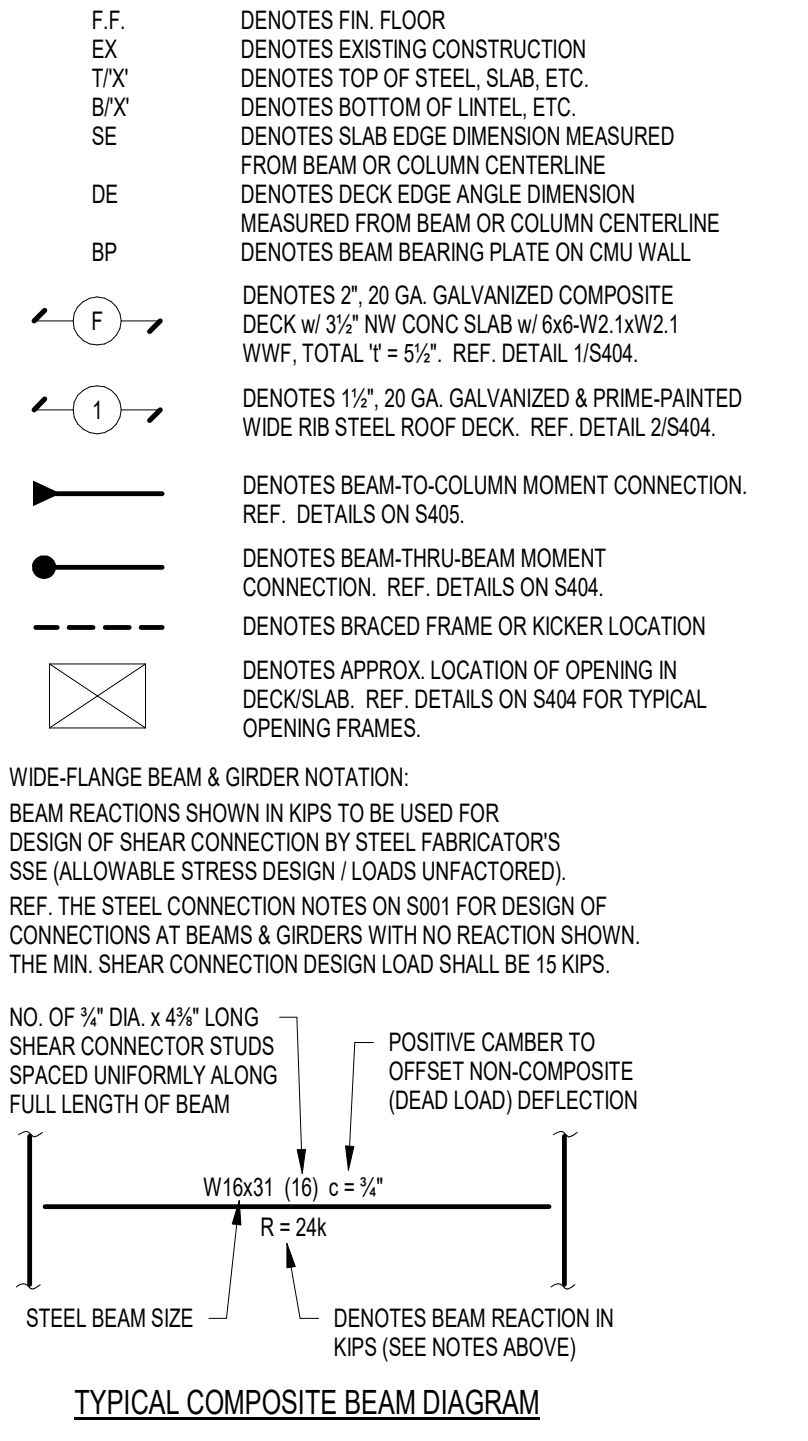 F.F. DENOTES FIN. FLOOR
EX DENOTES EXISTING CONSTRUCTION
T/'X' DENOTES TOP OF STEEL, SLAB, ETC.
B/'X' DENOTES BOTTOM OF LINTEL, ETC.
SE DENOTES SLAB EDGE DIMENSION MEASURED
FROM BEAM OR COLUMN CENTERLINE
DE DENOTES DECK EDGE ANGLE DIMENSION
MEASURED FROM BEAM OR COLUMN CENTERLINE
BP DENOTES BEAM BEARING PLATE ON CMU WALL
DENOTES 2", 20 GA. GALVANIZED COMPOSITE
F DECK w/ 3½" NW CONC SLAB w/ 6x6-W2.1xW2.1
WWF, TOTAL 't' = 5½". REF. DETAIL 1/S404.
1 DENOTES 1½", 20 GA. GALVANIZED & PRIME-PAINTED
WIDE RIB STEEL ROOF DECK. REF. DETAIL 2/S404.
DENOTES BEAM-TO-COLUMN MOMENT CONNECTION.
REF. DETAILS ON S405.
DENOTES BEAM-THRU-BEAM MOMENT
CONNECTION. REF. DETAILS ON S404.
DENOTES BRACED FRAME OR KICKER LOCATION
DENOTES APPROX. LOCATION OF OPENING IN
DECK/SLAB. REF. DETAILS ON S404 FOR TYPICAL
OPENING FRAMES.
WIDE-FLANGE BEAM & GIRDER NOTATION:
BEAM REACTIONS SHOWN IN KIPS TO BE USED FOR
DESIGN OF SHEAR CONNECTION BY STEEL FABRICATOR'S
SSE (ALLOWABLE STRESS DESIGN / LOADS UNFACTORED).
REF. THE STEEL CONNECTION NOTES ON S001 FOR DESIGN OF
CONNECTIONS AT BEAMS & GIRDERS WITH NO REACTION SHOWN.
THE MIN. SHEAR CONNECTION DESIGN LOAD SHALL BE 15 KIPS.
NO. OF ¾" DIA. x 4⅜" LONG
SHEAR CONNECTOR STUDS
SPACED UNIFORMLY ALONG
FULL LENGTH OF BEAM
POSITIVE CAMBER TO
OFFSET NON-COMPOSITE
(DEAD LOAD) DEFLECTION
W16x31 (16) c = ¾"
R = 24k
STEEL BEAM SIZE
DENOTES BEAM REACTION IN
KIPS (SEE NOTES ABOVE)
TYPICAL COMPOSITE BEAM DIAGRAM